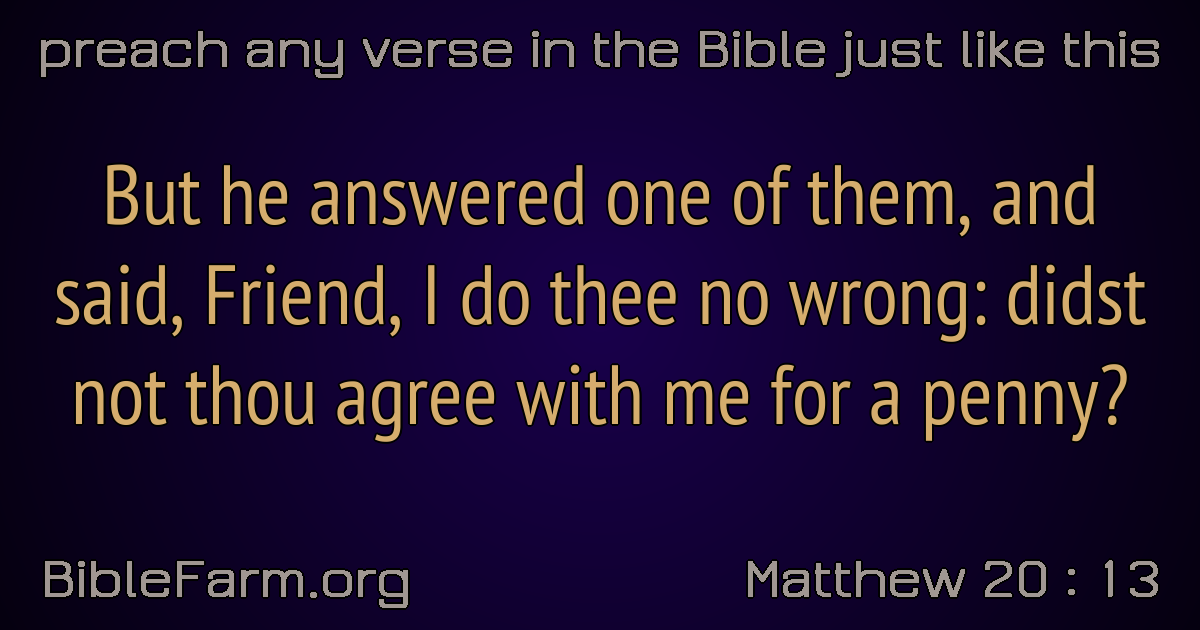 preach any verse in the Bible just like this
But he answered one of them, and
said, Friend, I do thee no wrong: didst
not thou agree with me for a penny?
BibleFarm.org
Matthew 20 : 13